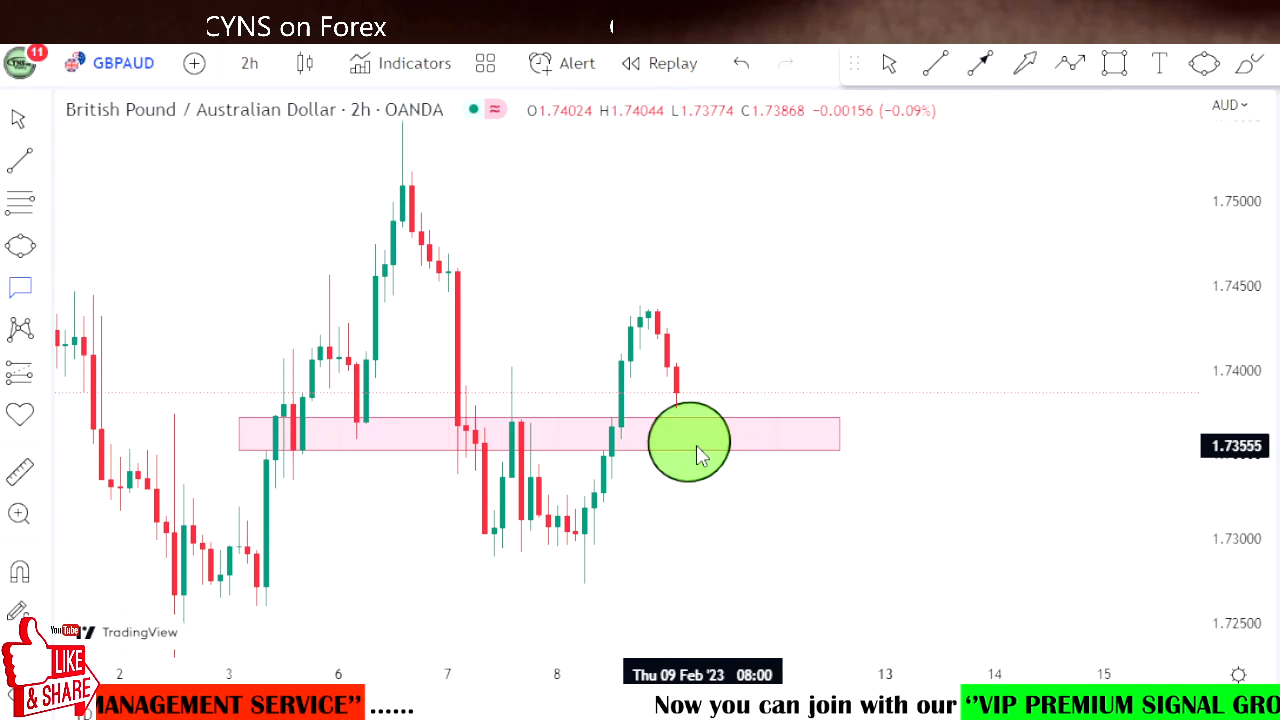 CYNS on Forex
11
GBPAUD
2h
Indicators
Alert
Replay
T
British Pound / Australian Dollar · 2h · OANDA
O1.74024 H1.74044 L1.73774 C1.73868 −0.00156 (−0.09%)
AUD
1.75000
1.74500
1.74000
1.73555
1.73000
1.72500
TradingView
YouTube
LIKE
& SHARE
2
3
6
7
8
Thu 09 Feb '23 08:00
13
14
15
MANAGEMENT SERVICE” ...... Now you can join with our “VIP PREMIUM SIGNAL GRO